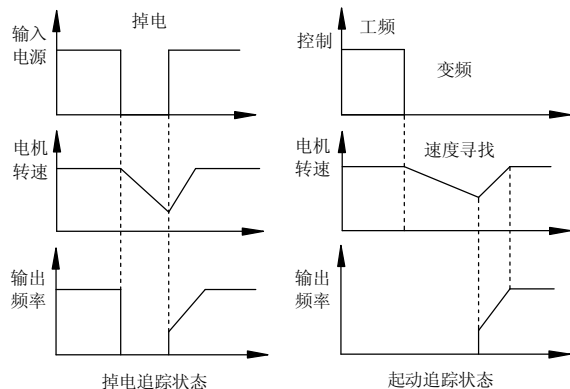 输入
电源
掉电
电机
转速
输出
频率
掉电追踪状态
控制
工频
变频
电机
转速
速度寻找
输出
频率
起动追踪状态